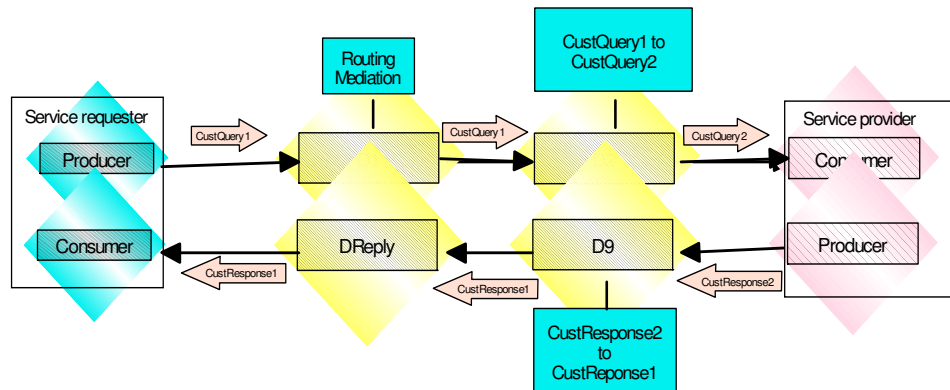 CustQuery1 to
CustQuery2
Routing
Mediation
Service requester
CustQuery1
CustQuery1
CustQuery2
Service provider
Producer
Consumer
Consumer
DReply
D9
Producer
CustResponse1
CustResponse1
CustResponse2
CustResponse2
to
CustReponse1